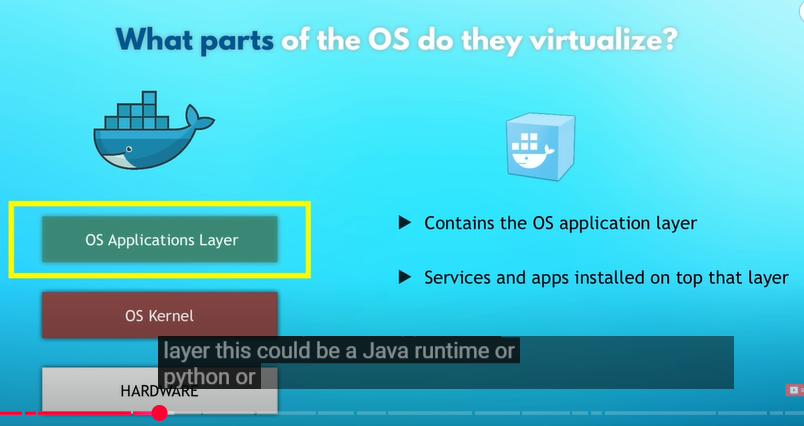 What parts of the OS do they virtualize?
OS Applications Layer
OS Kernel
HARDWARE
▶ Contains the OS application layer
▶ Services and apps installed on top that layer
layer this could be a Java runtime or
python or